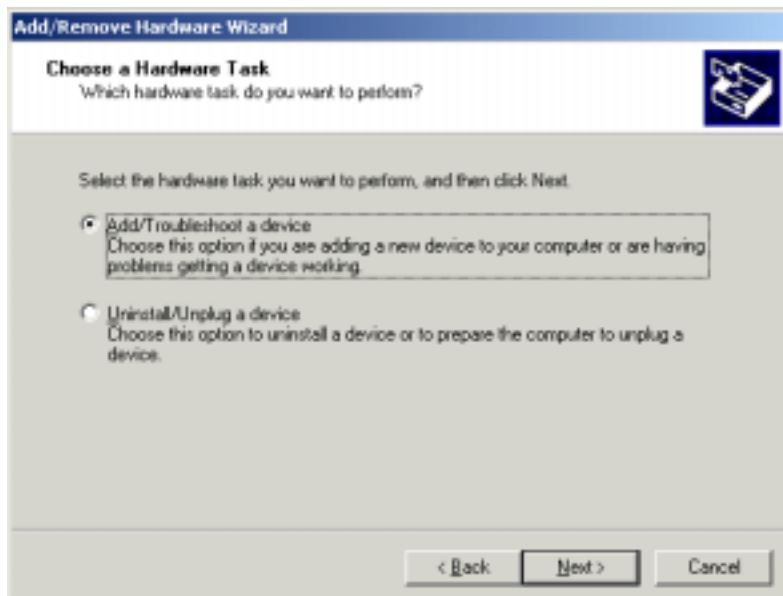 Add/Remove Hardware Wizard
Choose a Hardware Task
Which hardware task do you want to perform?
Select the hardware task you want to perform, and then click Next.
Add/Troubleshoot a device
Choose this option if you are adding a new device to your computer or are having
problems getting a device working.
Uninstall/Unplug a device
Choose this option to uninstall a device or to prepare the computer to unplug a
device.
< Back
Next >
Cancel